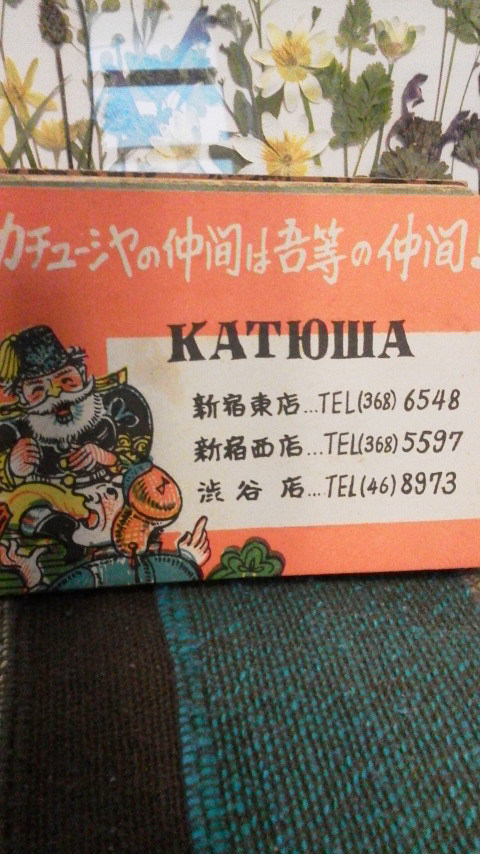 カチューシャの仲間は吾等の仲間!
КАТЮША
新宿東店...TEL(368)6548
新宿西店...TEL(368)5597
渋谷店...TEL(46)8973